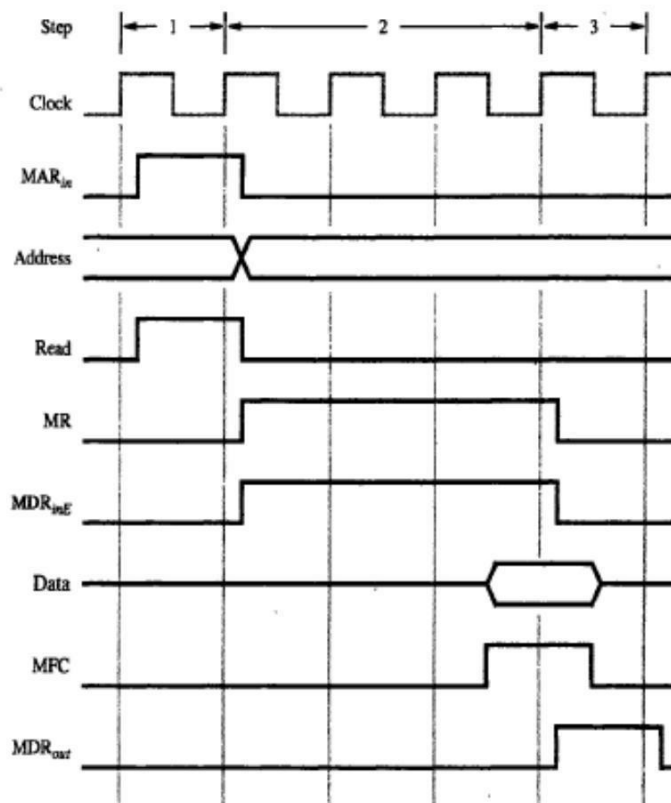 Step 1 2 3
Clock
MARin
Address
Read
MR
MDRinE
Data
MFC
MDRout